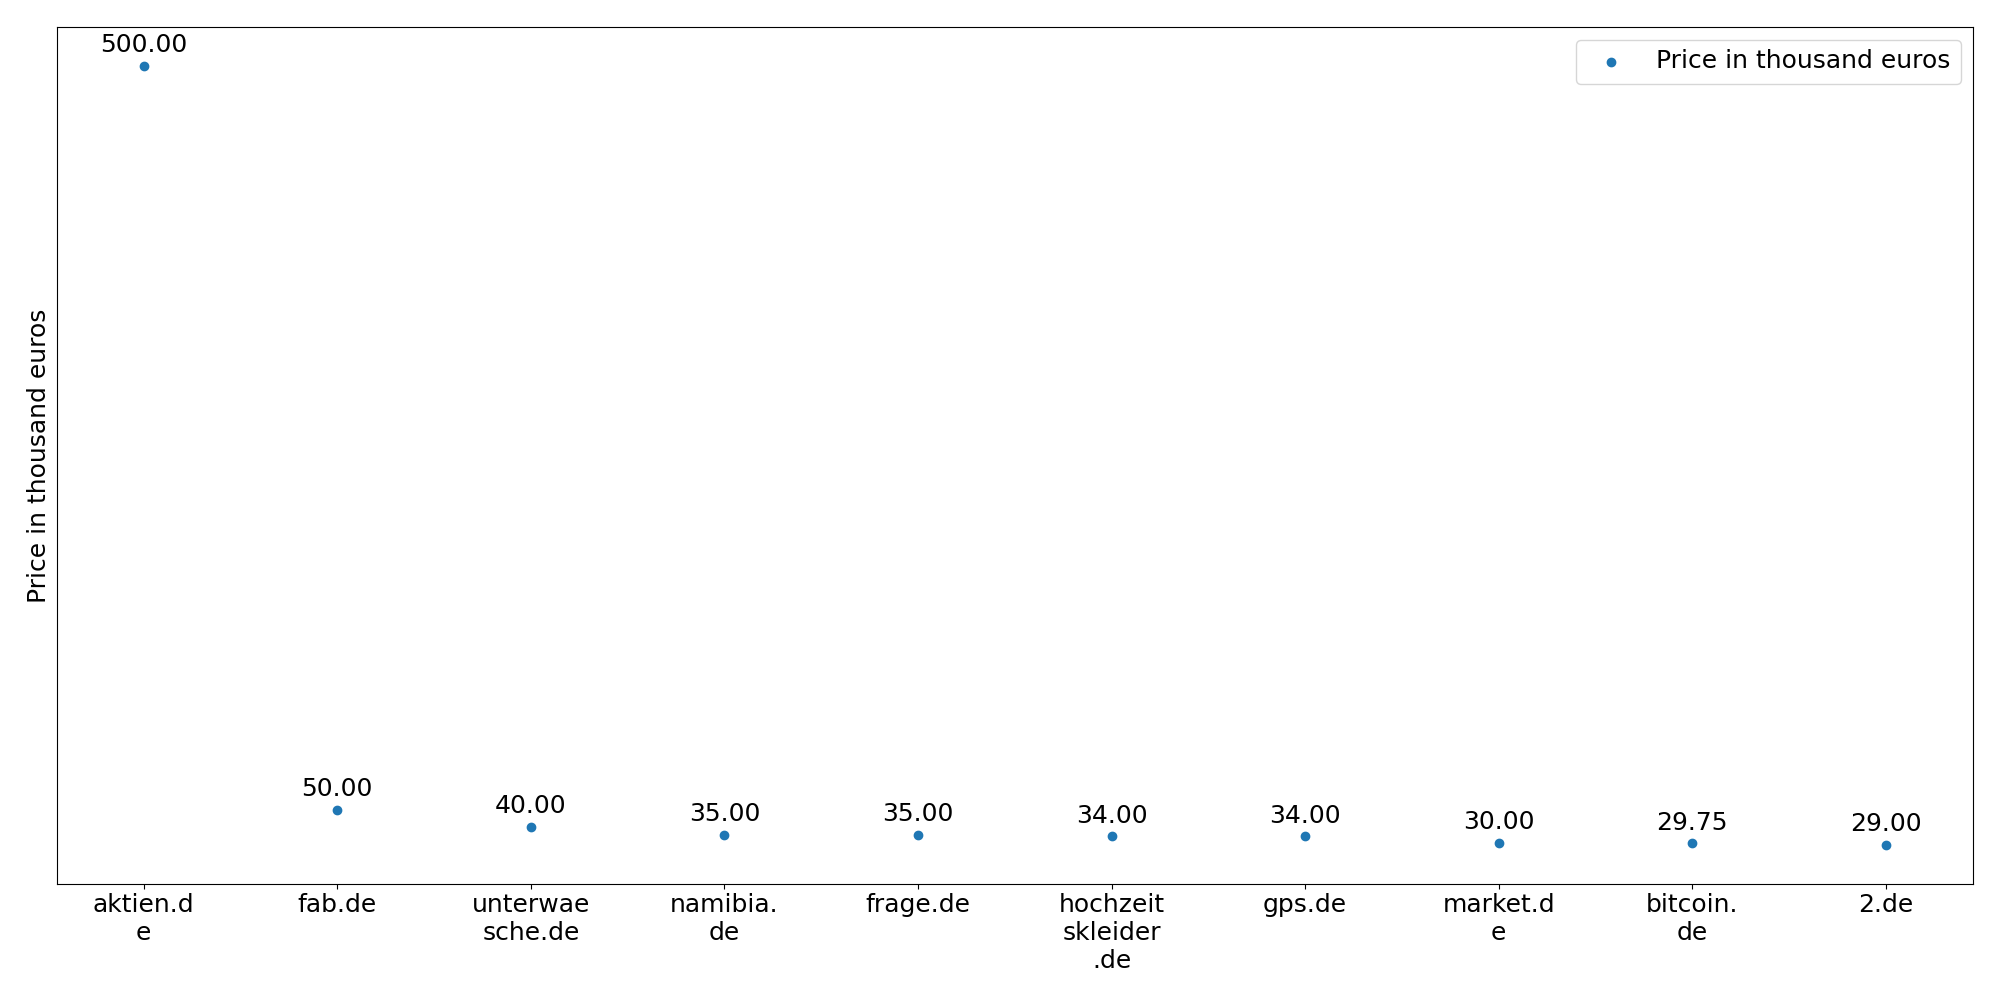 500.00
Price in thousand euros
Price in thousand euros
50.00
40.00
35.00
35.00
34.00
34.00
30.00
29.75
29.00
aktien.d
e
fab.de
unterwae
sche.de
namibia.
de
frage.de
hochzeit
skleider
.de
gps.de
market.d
e
bitcoin.
de
2.de